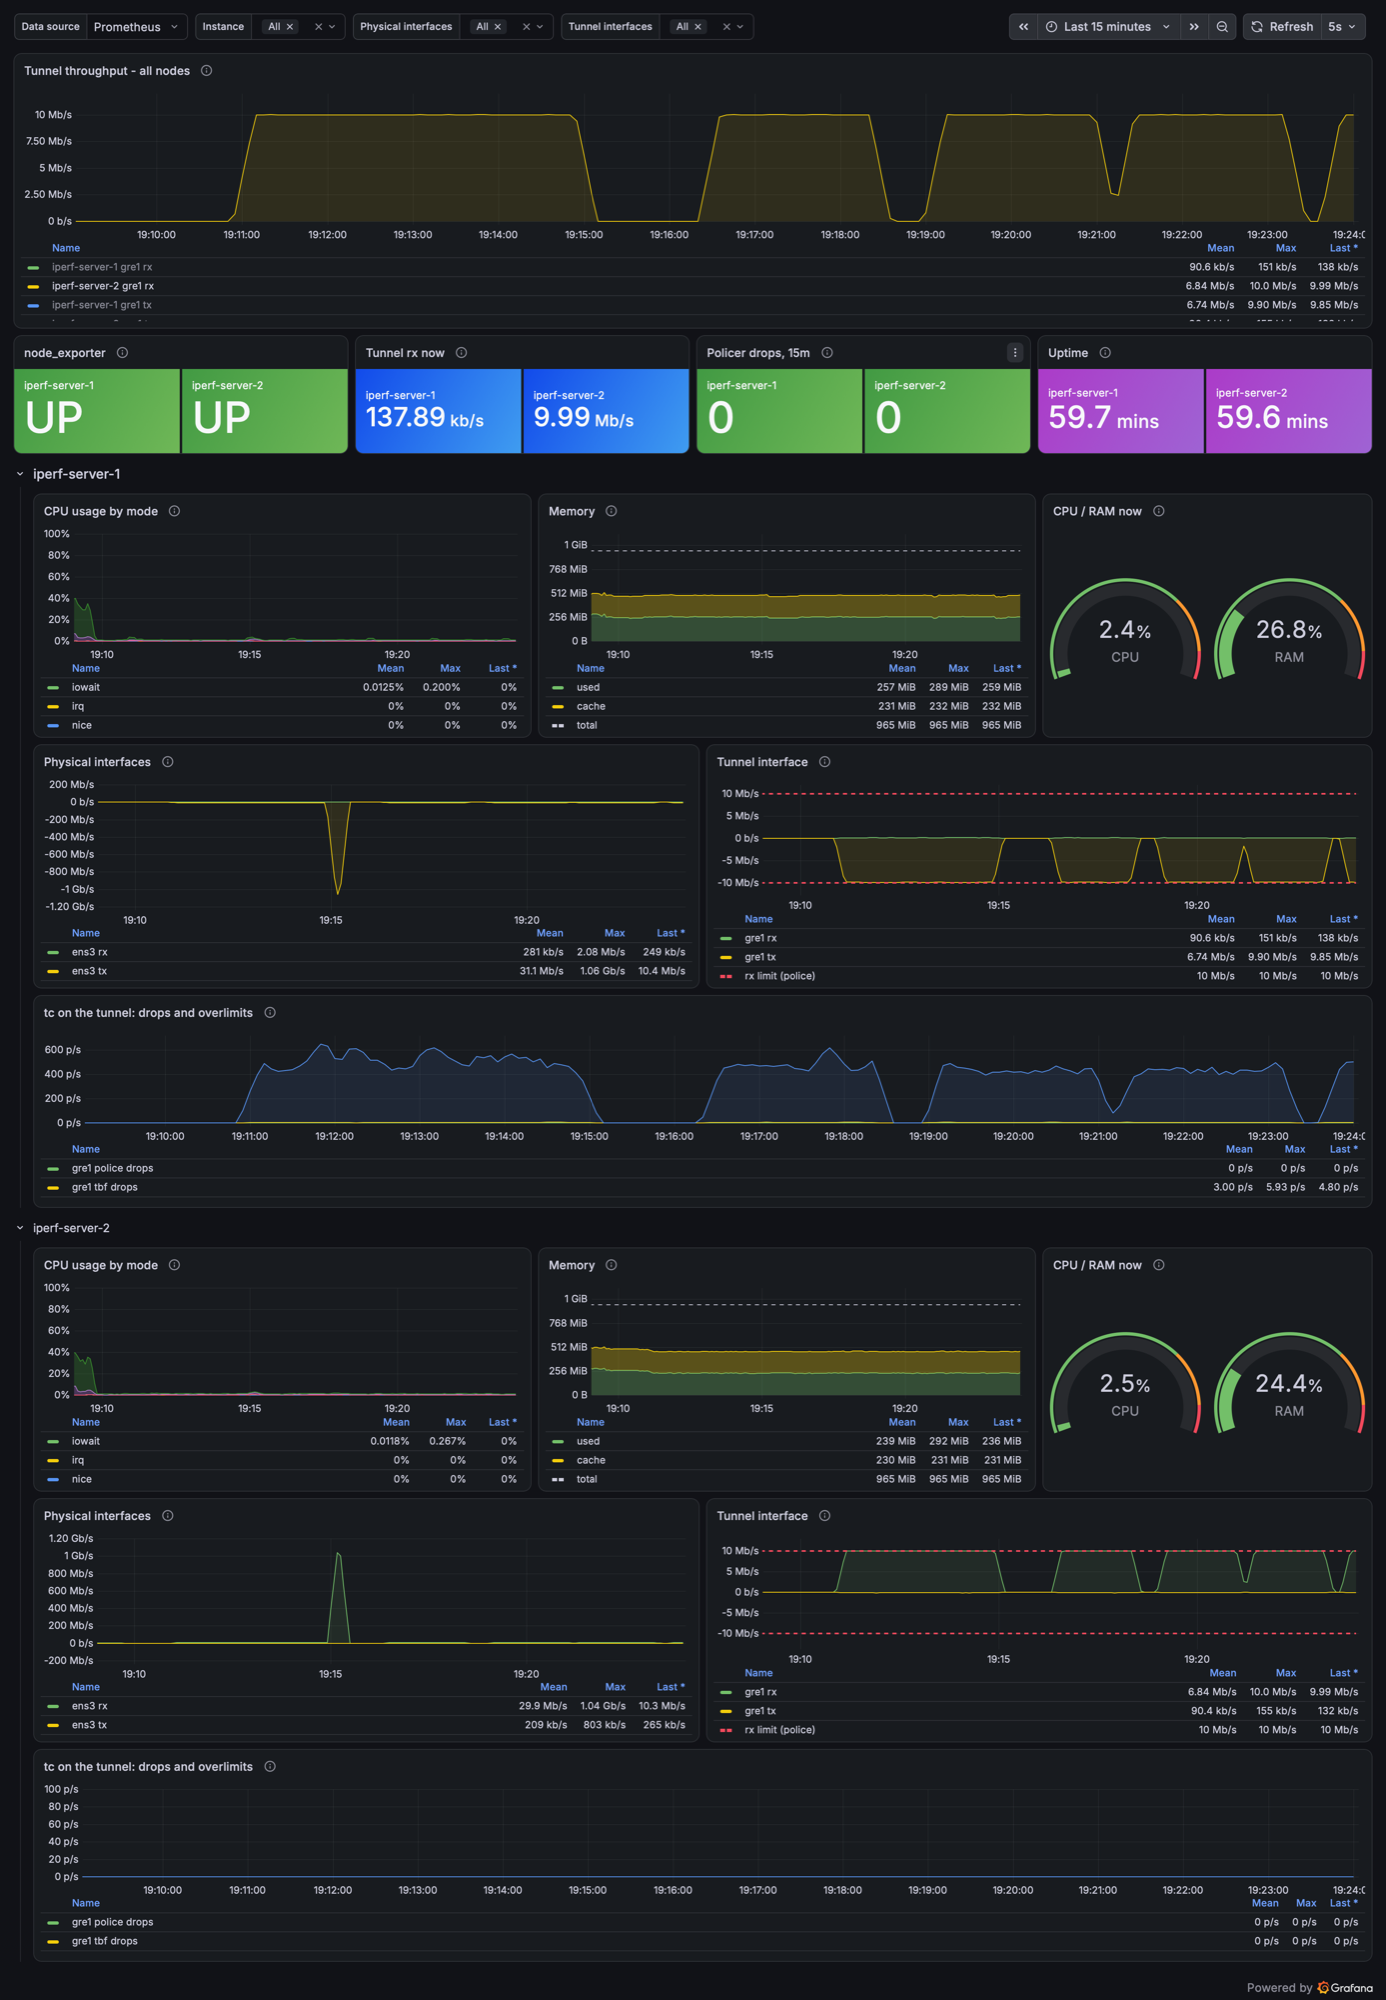 Data source Prometheus Instance All Physical interfaces All Tunnel interfaces All Last 15 minutes Refresh 5s
Tunnel throughput - all nodes
10 Mb/s
7.50 Mb/s
5 Mb/s
2.50 Mb/s
0 b/s
19:10:00 19:11:00 19:12:00 19:13:00 19:14:00 19:15:00 19:16:00 19:17:00 19:18:00 19:19:00 19:20:00 19:21:00 19:22:00 19:23:00 19:24:0
Name Mean Max Last *
iperf-server-1 gre1 rx 90.6 kb/s 151 kb/s 138 kb/s
iperf-server-2 gre1 rx 6.84 Mb/s 10.0 Mb/s 9.99 Mb/s
iperf-server-1 gre1 tx 6.74 Mb/s 9.90 Mb/s 9.85 Mb/s
node_exporter
iperf-server-1 iperf-server-2
UP UP
Tunnel rx now
iperf-server-1 iperf-server-2
137.89 kb/s 9.99 Mb/s
Policer drops, 15m
iperf-server-1 iperf-server-2
0 0
Uptime
iperf-server-1 iperf-server-2
59.7 mins 59.6 mins
iperf-server-1
CPU usage by mode
100%
80%
60%
40%
20%
0%
19:10 19:15 19:20
Name Mean Max Last *
iowait 0.0125% 0.200% 0%
irq 0% 0% 0%
nice 0% 0% 0%
Memory
1 GiB
768 MiB
512 MiB
256 MiB
0 B
19:10 19:15 19:20
Name Mean Max Last *
used 257 MiB 289 MiB 259 MiB
cache 231 MiB 232 MiB 232 MiB
total 965 MiB 965 MiB 965 MiB
CPU / RAM now
2.4% 26.8%
CPU RAM
Physical interfaces
200 Mb/s
0 b/s
-200 Mb/s
-400 Mb/s
-600 Mb/s
-800 Mb/s
-1 Gb/s
-1.20 Gb/s
19:10 19:15 19:20
Name Mean Max Last *
ens3 rx 281 kb/s 2.08 Mb/s 249 kb/s
ens3 tx 31.1 Mb/s 1.06 Gb/s 10.4 Mb/s
Tunnel interface
10 Mb/s
5 Mb/s
0 b/s
-5 Mb/s
-10 Mb/s
19:10 19:15 19:20
Name Mean Max Last *
gre1 rx 90.6 kb/s 151 kb/s 138 kb/s
gre1 tx 6.74 Mb/s 9.90 Mb/s 9.85 Mb/s
rx limit (police) 10 Mb/s 10 Mb/s 10 Mb/s
tc on the tunnel: drops and overlimits
600 p/s
400 p/s
200 p/s
0 p/s
19:10:00 19:11:00 19:12:00 19:13:00 19:14:00 19:15:00 19:16:00 19:17:00 19:18:00 19:19:00 19:20:00 19:21:00 19:22:00 19:23:00 19:24:0
Name Mean Max Last *
gre1 police drops 0 p/s 0 p/s 0 p/s
gre1 tbf drops 3.00 p/s 5.93 p/s 4.80 p/s
iperf-server-2
CPU usage by mode
100%
80%
60%
40%
20%
0%
19:10 19:15 19:20
Name Mean Max Last *
iowait 0.0118% 0.267% 0%
irq 0% 0% 0%
nice 0% 0% 0%
Memory
1 GiB
768 MiB
512 MiB
256 MiB
0 B
19:10 19:15 19:20
Name Mean Max Last *
used 239 MiB 292 MiB 236 MiB
cache 230 MiB 231 MiB 231 MiB
total 965 MiB 965 MiB 965 MiB
CPU / RAM now
2.5% 24.4%
CPU RAM
Physical interfaces
1.20 Gb/s
1 Gb/s
800 Mb/s
600 Mb/s
400 Mb/s
200 Mb/s
0 b/s
-200 Mb/s
19:10 19:15 19:20
Name Mean Max Last *
ens3 rx 29.9 Mb/s 1.04 Gb/s 10.3 Mb/s
ens3 tx 209 kb/s 803 kb/s 265 kb/s
Tunnel interface
10 Mb/s
5 Mb/s
0 b/s
-5 Mb/s
-10 Mb/s
19:10 19:15 19:20
Name Mean Max Last *
gre1 rx 6.84 Mb/s 10.0 Mb/s 9.99 Mb/s
gre1 tx 90.4 kb/s 155 kb/s 132 kb/s
rx limit (police) 10 Mb/s 10 Mb/s 10 Mb/s
tc on the tunnel: drops and overlimits
100 p/s
80 p/s
60 p/s
40 p/s
20 p/s
0 p/s
19:10:00 19:11:00 19:12:00 19:13:00 19:14:00 19:15:00 19:16:00 19:17:00 19:18:00 19:19:00 19:20:00 19:21:00 19:22:00 19:23:00 19:24:0
Name Mean Max Last *
gre1 police drops 0 p/s 0 p/s 0 p/s
gre1 tbf drops 0 p/s 0 p/s 0 p/s
Powered by Grafana